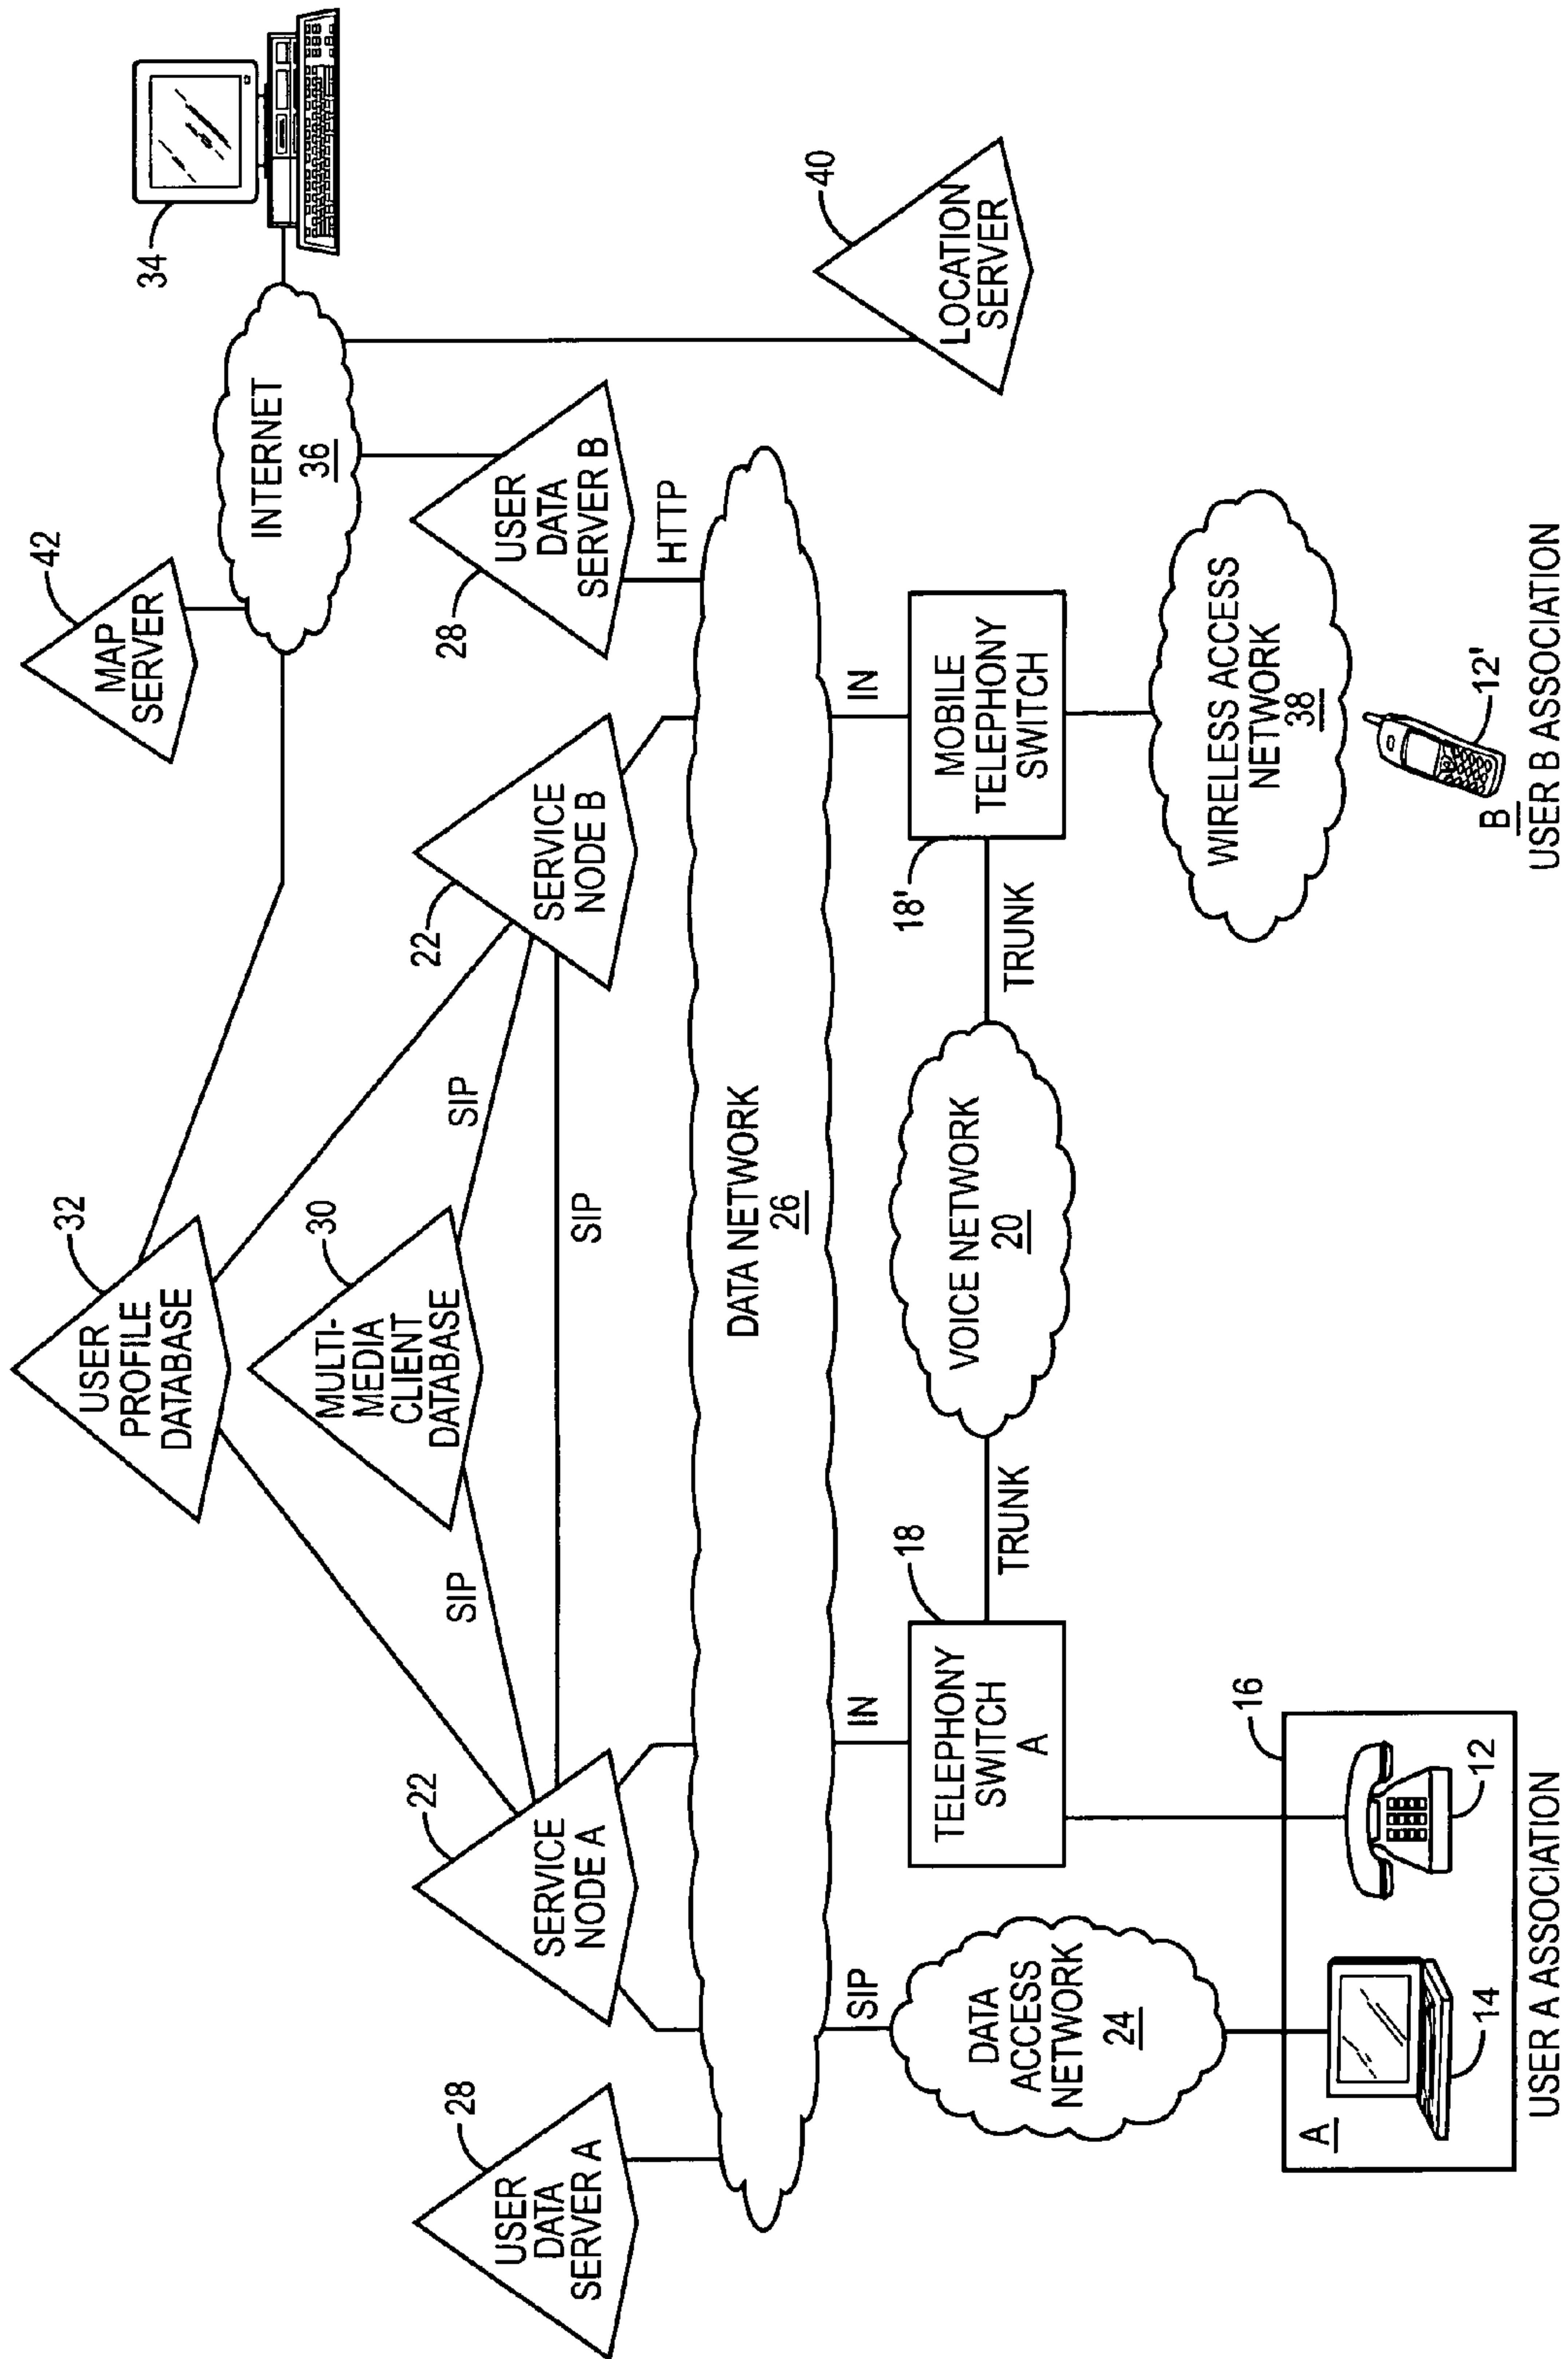 USER
PROFILE
DATABASE
32
MAP
SERVER
42
34
MULTI-
MEDIA
CLIENT
DATABASE
30
INTERNET
36
USER
DATA
SERVER A
28
SERVICE
NODE A
22
SIP
SIP
SIP
SERVICE
NODE B
22
USER
DATA
SERVER B
28
HTTP
LOCATION
SERVER
40
DATA NETWORK
26
SIP
IN
IN
DATA
ACCESS
NETWORK
24
TELEPHONY
SWITCH
A
18
TRUNK
VOICE NETWORK
20
TRUNK
18'
MOBILE
TELEPHONY
SWITCH
WIRELESS ACCESS
NETWORK
38
16
A
14
12
B
12'
USER A ASSOCIATION
USER B ASSOCIATION